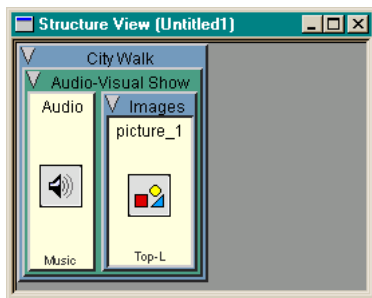 Structure View (Untitled1)
City Walk
Audio-Visual Show
Audio
Images
picture_1
Music
Top-L